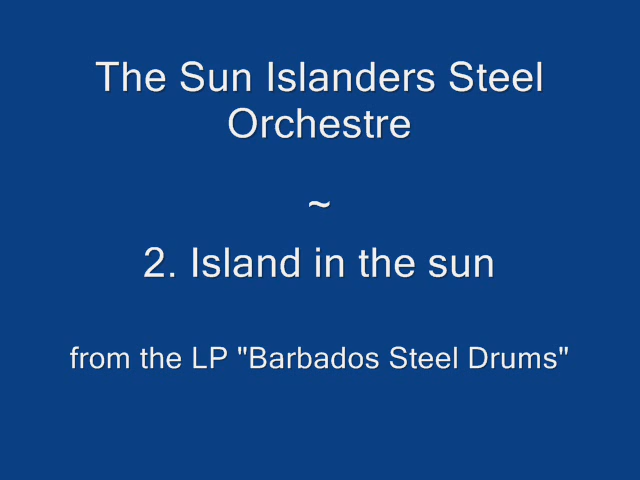 The Sun Islanders Steel
Orchestre
~
2. Island in the sun
from the LP "Barbados Steel Drums"